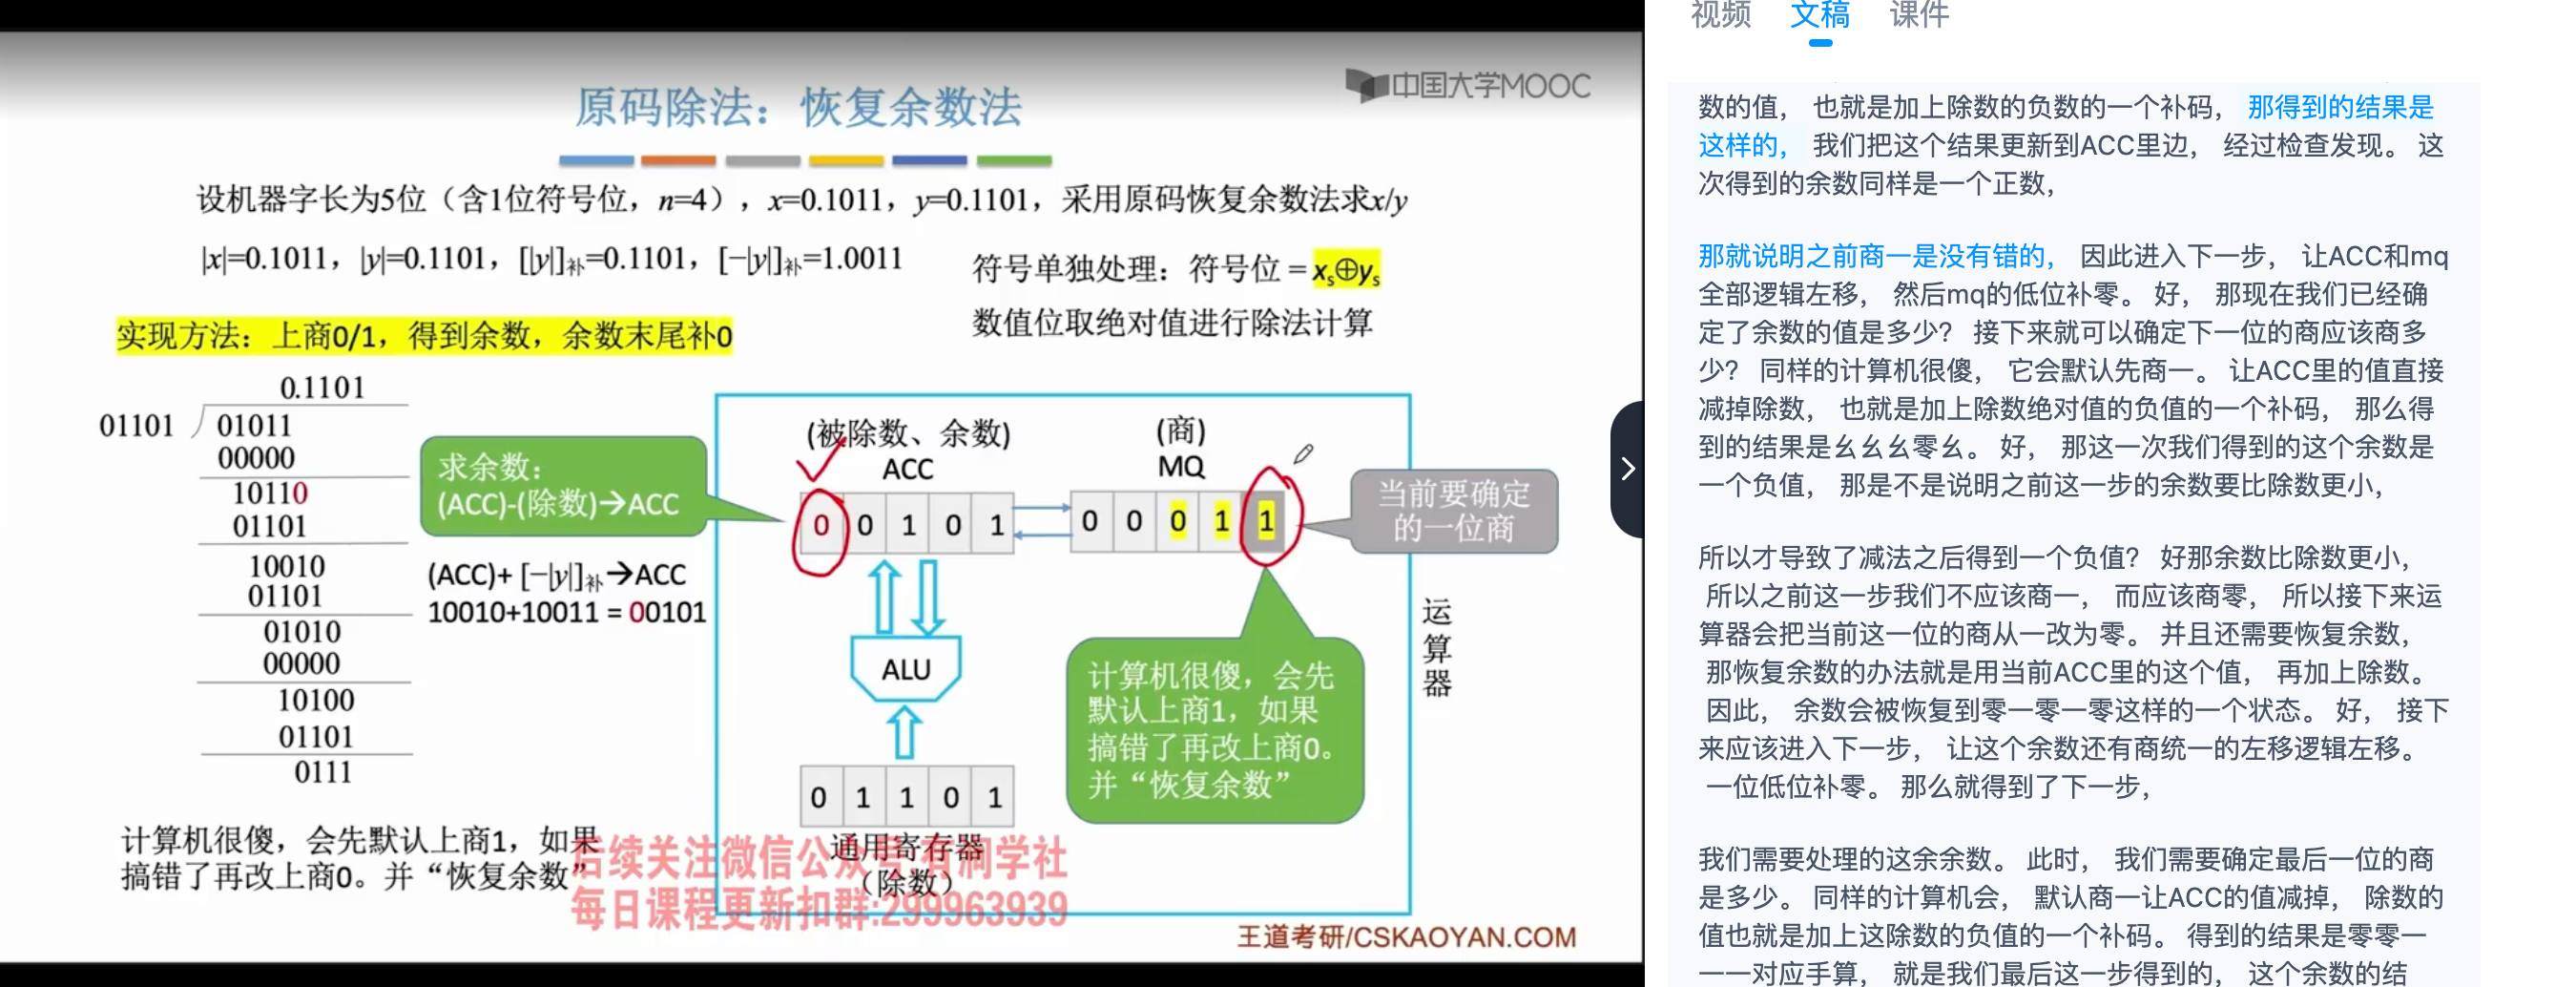 中国大学MOOC
原码除法：恢复余数法
设机器字长为5位（含1位符号位，n=4），x=0.1011，y=0.1101，采用原码恢复余数法求x/y
|x|=0.1011，|y|=0.1101，[|y|]补=0.1101，[−|y|]补=1.0011
符号单独处理：符号位 = xs⊕ys
数值位取绝对值进行除法计算
实现方法：上商0/1，得到余数，余数末尾补0
0.1101
01101
01011
00000
10110
01101
10010
01101
01010
00000
10100
01101
0111
求余数：
(ACC)-(除数)→ACC
(ACC)+ [−|y|]补→ACC
10010+10011 = 00101
(被除数、余数)
ACC
0 0 1 0 1
(商)
MQ
0 0 0 1 1
当前要确定
的一位商
ALU
运算器
计算机很傻，会先
默认上商1，如果
搞错了再改上商0。
并“恢复余数”
0 1 1 0 1
通用寄存器
（除数）
计算机很傻，会先默认上商1，如果
搞错了再改上商0。并“恢复余数”
后续关注微信公众号:有洞学社
每日课程更新扣群:299963939
王道考研/CSKAOYAN.COM
视频 文稿 课件
数的值， 也就是加上除数的负数的一个补码， 那得到的结果是
这样的， 我们把这个结果更新到ACC里边， 经过检查发现。 这
次得到的余数同样是一个正数，
那就说明之前商一是没有错的， 因此进入下一步， 让ACC和mq
全部逻辑左移， 然后mq的低位补零。 好， 那现在我们已经确
定了余数的值是多少？ 接下来就可以确定下一位的商应该商多
少？ 同样的计算机很傻， 它会默认先商一。 让ACC里的值直接
减掉除数， 也就是加上除数绝对值的负值的一个补码， 那么得
到的结果是幺幺幺零幺。 好， 那这一次我们得到的这个余数是
一个负值， 那是不是说明之前这一步的余数要比除数更小，
所以才导致了减法之后得到一个负值？ 好那余数比除数更小，
所以之前这一步我们不应该商一， 而应该商零， 所以接下来运
算器会把当前这一位的商从一改为零。 并且还需要恢复余数，
那恢复余数的办法就是用当前ACC里的这个值， 再加上除数。
因此， 余数会被恢复到零一零一零这样的一个状态。 好， 接下
来应该进入下一步， 让这个余数还有商统一的左移逻辑左移。
一位低位补零。 那么就得到了下一步，
我们需要处理的这余余数。 此时， 我们需要确定最后一位的商
是多少。 同样的计算机会， 默认商一让ACC的值减掉， 除数的
值也就是加上这除数的负值的一个补码。 得到的结果是零零一
一一对应手算， 就是我们最后这一步得到的， 这个余数的结